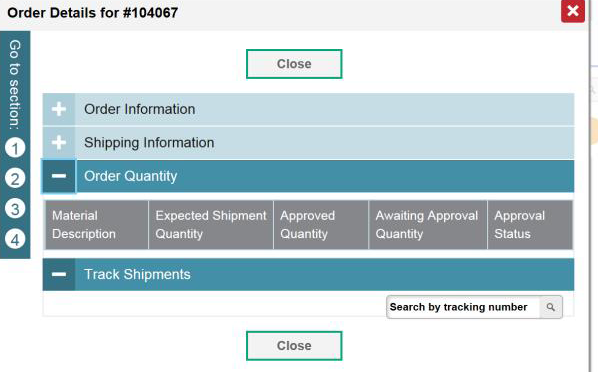 Order Details for #104067
Go to section:
1
2
3
4
Close
Order Information
Shipping Information
Order Quantity
Material Description
Expected Shipment Quantity
Approved Quantity
Awaiting Approval Quantity
Approval Status
Track Shipments
Search by tracking number
Close